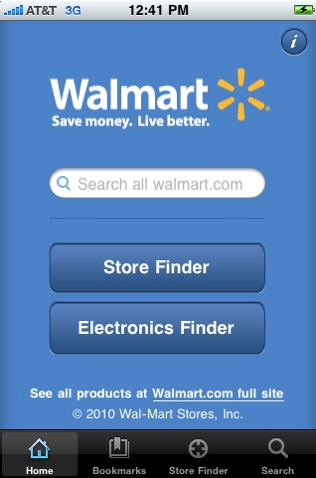 AT&T 3G 12:41 PM
i
Walmart
Save money. Live better.
Search all walmart.com
Store Finder
Electronics Finder
See all products at Walmart.com full site
© 2010 Wal-Mart Stores, Inc.
Home Bookmarks Store Finder Search